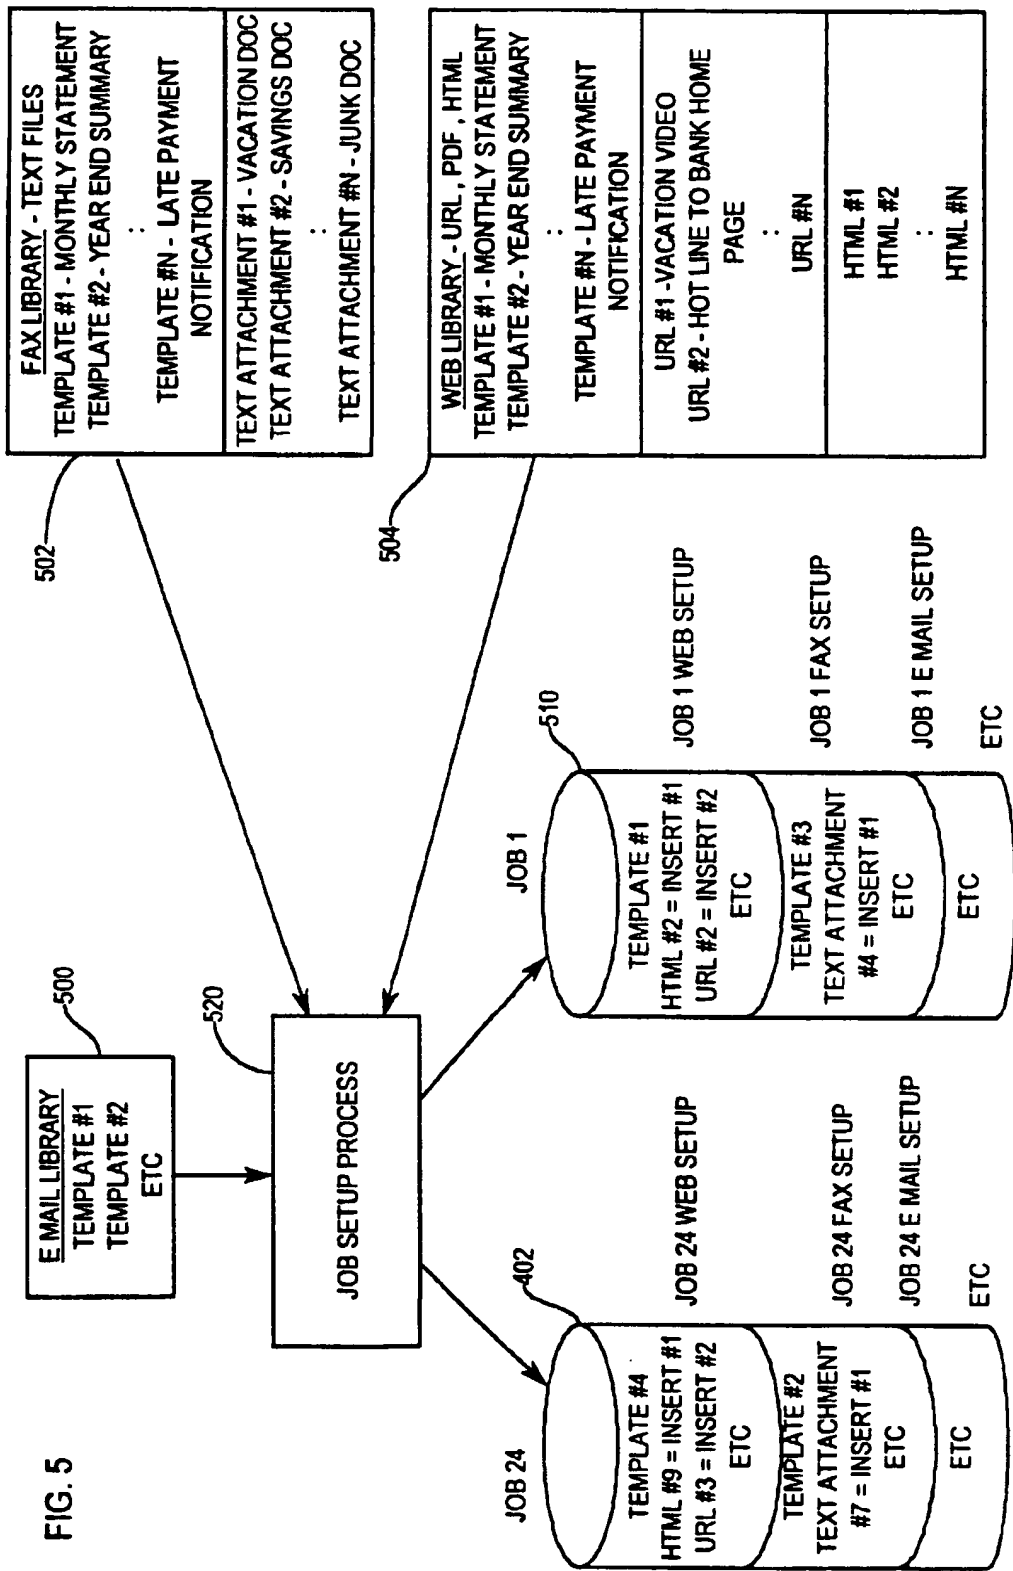 FIG. 5
E MAIL LIBRARY
TEMPLATE #1
TEMPLATE #2
ETC
500
520
JOB SETUP PROCESS
502
FAX LIBRARY - TEXT FILES
TEMPLATE #1 - MONTHLY STATEMENT
TEMPLATE #2 - YEAR END SUMMARY
:
TEMPLATE #N - LATE PAYMENT
NOTIFICATION
TEXT ATTACHMENT #1 - VACATION DOC
TEXT ATTACHMENT #2 - SAVINGS DOC
:
TEXT ATTACHMENT #N - JUNK DOC
504
WEB LIBRARY - URL, PDF, HTML
TEMPLATE #1 - MONTHLY STATEMENT
TEMPLATE #2 - YEAR END SUMMARY
:
TEMPLATE #N - LATE PAYMENT
NOTIFICATION
URL #1 -VACATION VIDEO
URL #2 - HOT LINE TO BANK HOME
PAGE
:
URL #N
HTML #1
HTML #2
:
HTML #N
JOB 24
402
TEMPLATE #4
HTML #9 = INSERT #1
URL #3 = INSERT #2
ETC
JOB 24 WEB SETUP
TEMPLATE #2
TEXT ATTACHMENT
#7 = INSERT #1
ETC
JOB 24 FAX SETUP
JOB 24 E MAIL SETUP
ETC
ETC
JOB 1
510
TEMPLATE #1
HTML #2 = INSERT #1
URL #2 = INSERT #2
ETC
JOB 1 WEB SETUP
TEMPLATE #3
TEXT ATTACHMENT
#4 = INSERT #1
ETC
JOB 1 FAX SETUP
JOB 1 E MAIL SETUP
ETC
ETC